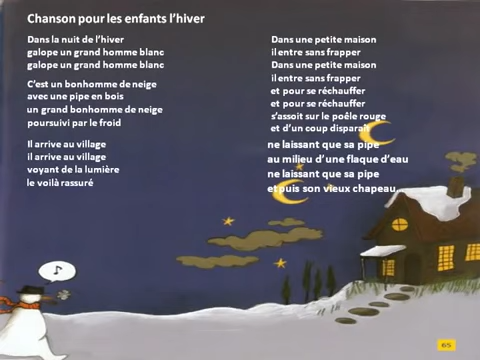 Chanson pour les enfants l’hiver
Dans la nuit de l’hiver
galope un grand homme blanc
galope un grand homme blanc
C’est un bonhomme de neige
avec une pipe en bois
un grand bonhomme de neige
poursuivi par le froid
Il arrive au village
il arrive au village
voyant de la lumière
le voilà rassuré
Dans une petite maison
il entre sans frapper
Dans une petite maison
il entre sans frapper
et pour se réchauffer
et pour se réchauffer
s’assoit sur le poêle rouge
et d’un coup disparaît
ne laissant que sa pipe
au milieu d’une flaque d’eau
ne laissant que sa pipe
et puis son vieux chapeau.
65